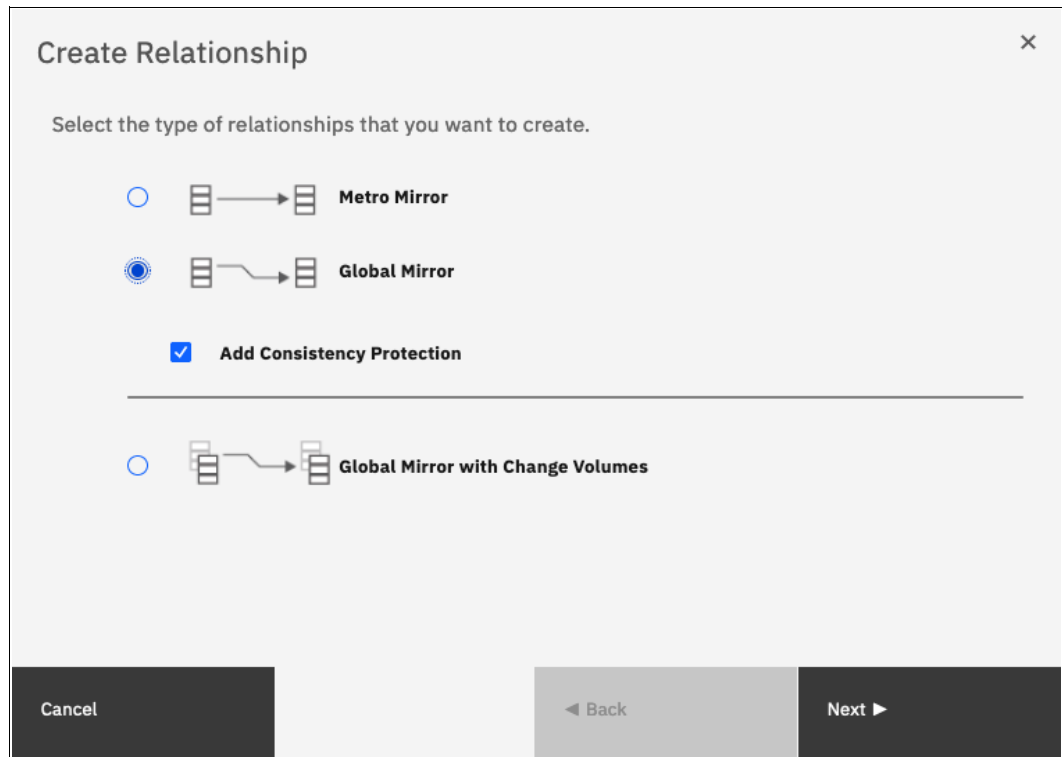 Create Relationship
Select the type of relationships that you want to create.
Metro Mirror
Global Mirror
Add Consistency Protection
Global Mirror with Change Volumes
Cancel
Back
Next